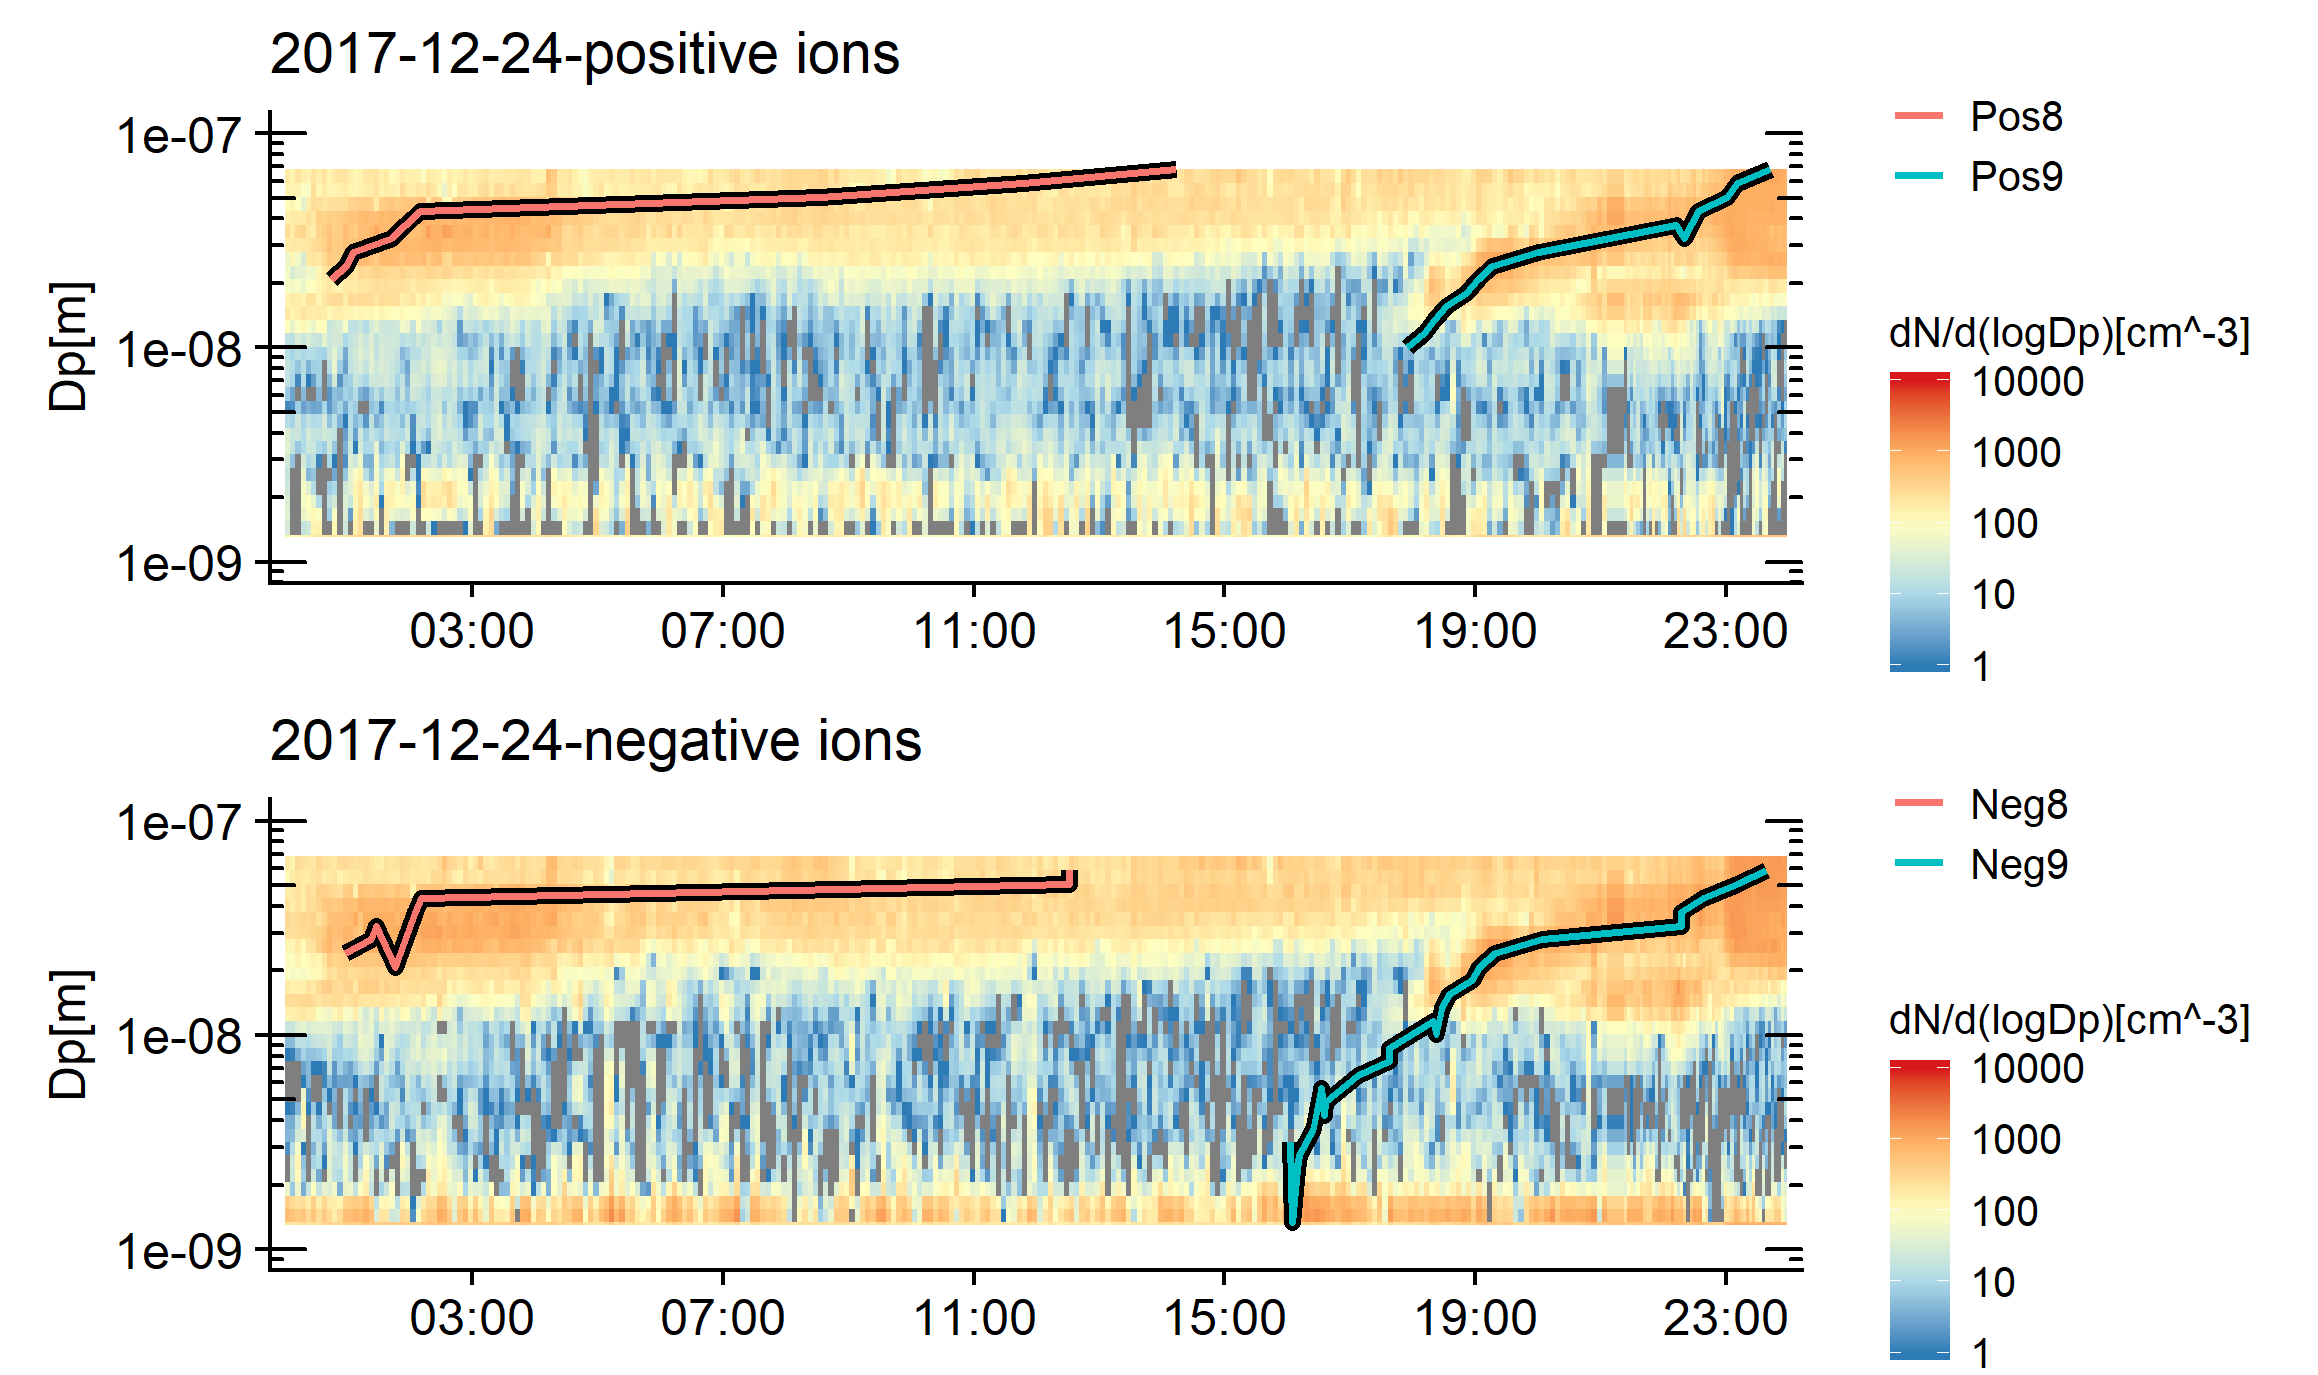 2017-12-24-positive ions
Dp[m]
1e-07
1e-08
1e-09
03:00 07:00 11:00 15:00 19:00 23:00
Pos8
Pos9
dN/d(logDp)[cm^-3]
10000
1000
100
10
1
2017-12-24-negative ions
Dp[m]
1e-07
1e-08
1e-09
03:00 07:00 11:00 15:00 19:00 23:00
Neg8
Neg9
dN/d(logDp)[cm^-3]
10000
1000
100
10
1